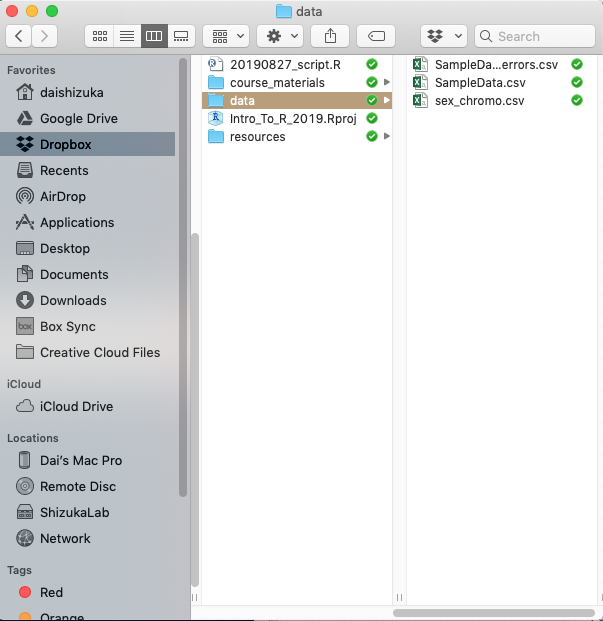 data
Search
Favorites
daishizuka
Google Drive
Dropbox
Recents
AirDrop
Applications
Desktop
Documents
Downloads
box
Box Sync
Creative Cloud Files
iCloud
iCloud Drive
Locations
Dai's Mac Pro
Remote Disc
ShizukaLab
Network
Tags
Red
Orange
20190827_script.R
course_materials
data
Intro_To_R_2019.Rproj
resources
SampleDa...errors.csv
SampleData.csv
sex_chromo.csv